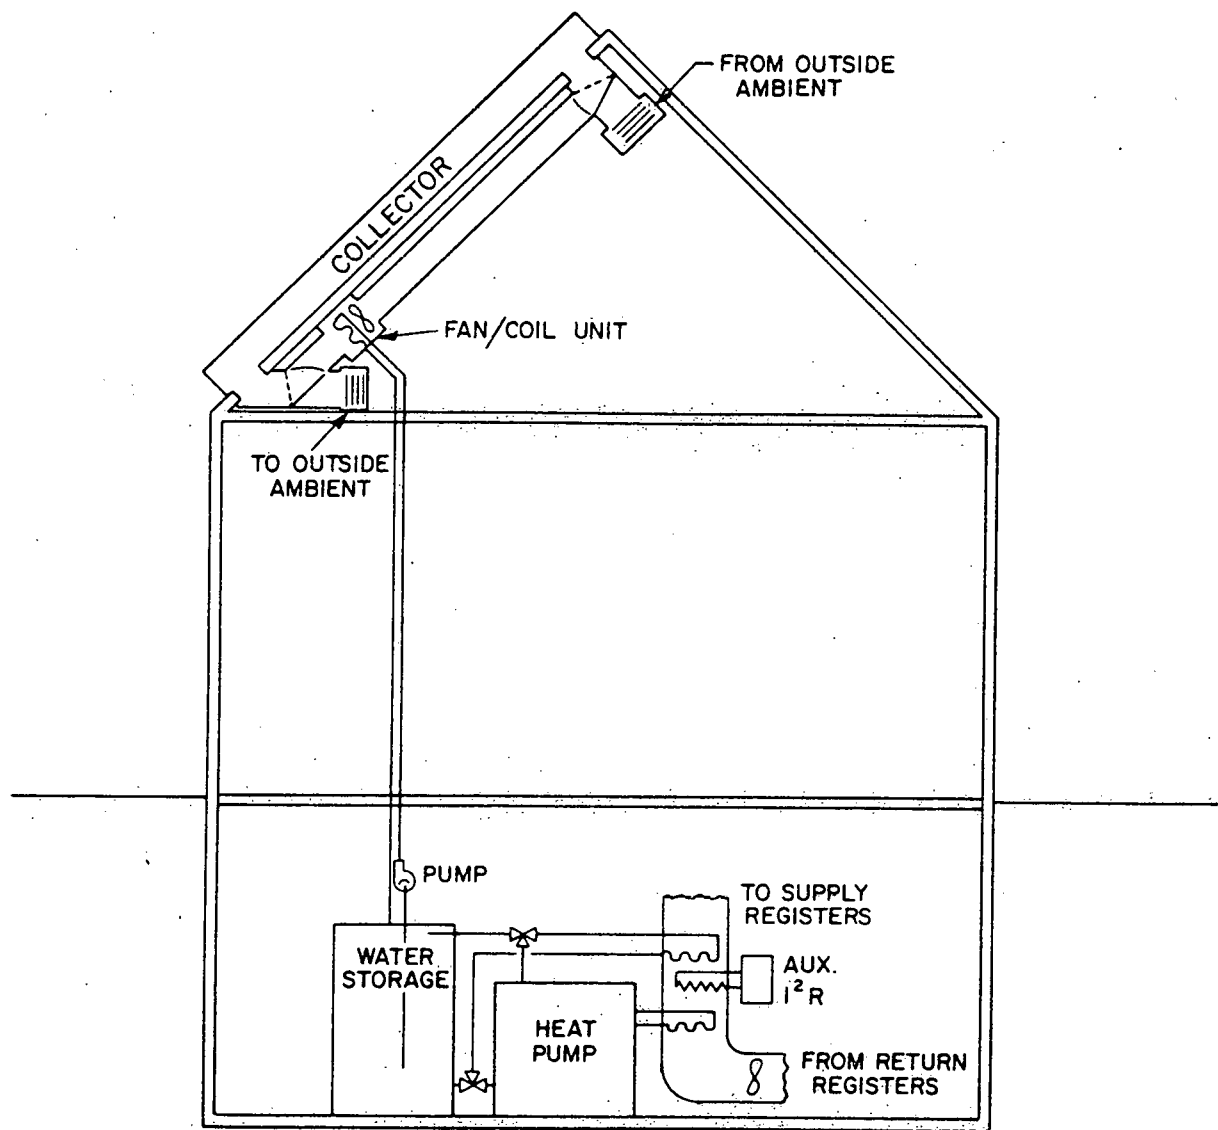 FROM OUTSIDE
AMBIENT
COLLECTOR
FAN/COIL UNIT
TO OUTSIDE
AMBIENT
PUMP
TO SUPPLY
REGISTERS
WATER
STORAGE
AUX.
I²R
HEAT
PUMP
FROM RETURN
REGISTERS